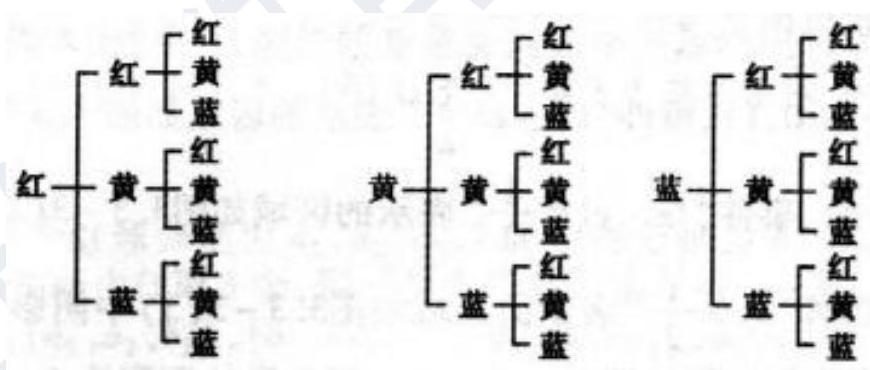 红 红 红
红 黄 红 黄 红 黄
蓝 蓝 蓝
红 红 红
红 黄 黄 黄 黄 黄 蓝 黄 黄
蓝 蓝 蓝
红 红 红
蓝 黄 蓝 黄 蓝 黄
蓝 蓝 蓝